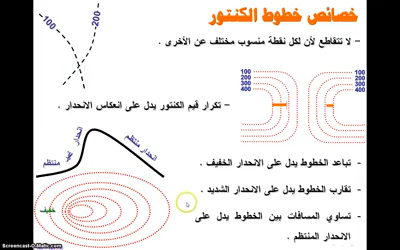 خصائص خطوط الكنتور
- لا تتقاطع لأن لكل نقطة منسوب مختلف عن الأخرى .
-100
-200
100
200
300
400
100
200
300
400
- تكرار قيم الكنتور يدل على انعكاس الانحدار .
انحدار منتظم
انحدار
غير منتظم
- تباعد الخطوط يدل على الانحدار الخفيف .
- تقارب الخطوط يدل على الانحدار الشديد .
- تساوي المسافات بين الخطوط يدل على
الانحدار المنتظم .
خفيف
Screencast-O-Matic.com